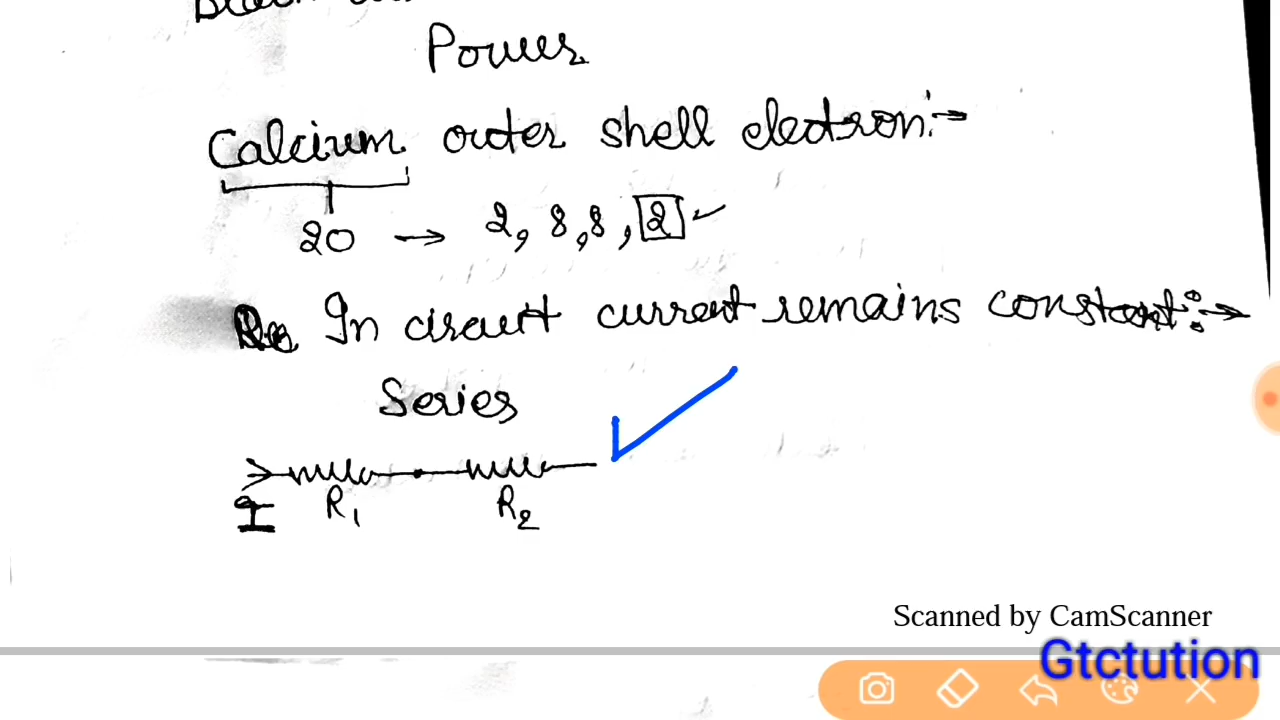 Power
Calcium outer shell electron :→
20 → 2, 8, 8, 2
In circuit current remains constant :→
Series
I R₁ R₂
Scanned by CamScanner
Gtctution